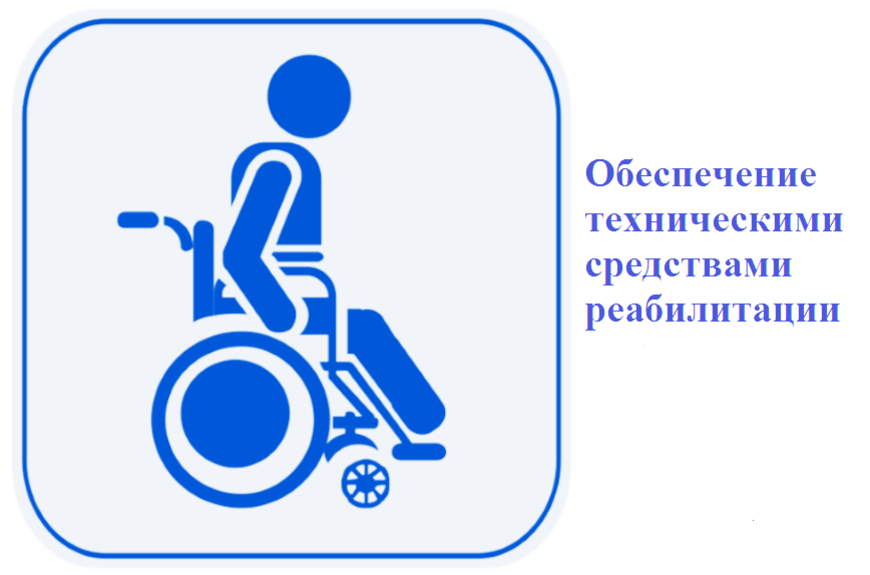 Обеспечение
техническими
средствами
реабилитации